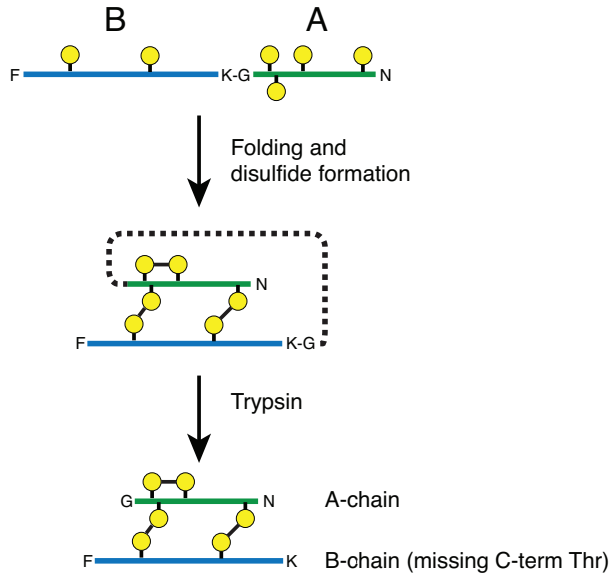 B A
F K-G N
Folding and
disulfide formation
N
F K-G
Trypsin
G N A-chain
F K B-chain (missing C-term Thr)